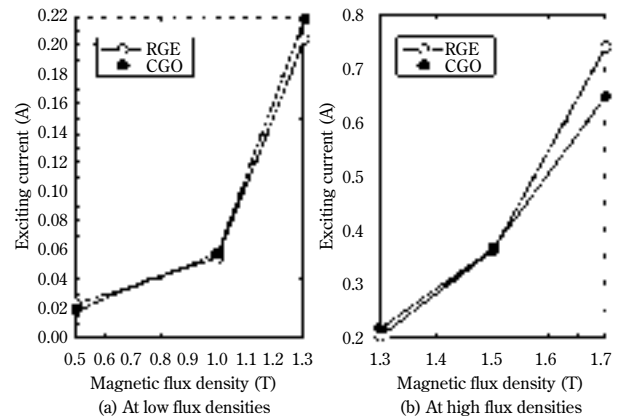 0.22
0.20
0.18
0.16
0.14
0.12
0.10
0.08
0.06
0.04
0.02
0.00
Exciting current (A)
RGE
CGO
0.5 0.6 0.7 0.8 0.9 1.0 1.1 1.2 1.3
Magnetic flux density (T)
(a) At low flux densities
0.8
0.7
0.6
0.5
0.4
0.3
0.2
Exciting current (A)
RGE
CGO
1.3 1.4 1.5 1.6 1.7
Magnetic flux density (T)
(b) At high flux densities